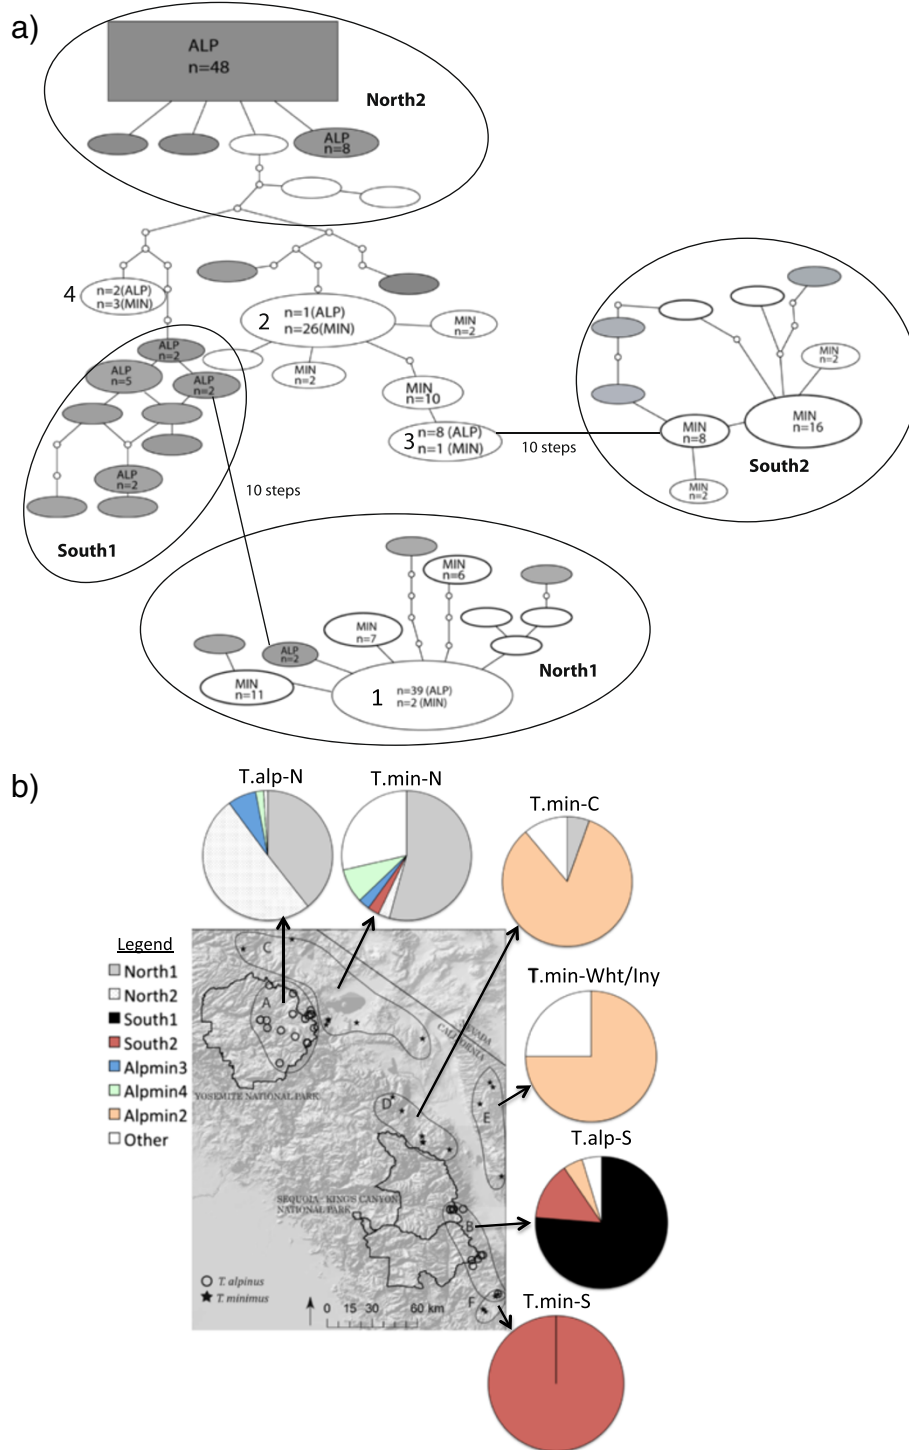 a)
ALP
n=48
North2
ALP
n=8
4
n=2(ALP)
n=3(MIN)
2
n=1(ALP)
n=26(MIN)
MIN
n=2
MIN
n=2
MIN
n=10
3
n=8 (ALP)
n=1 (MIN)
10 steps
MIN
n=8
MIN
n=16
MIN
n=2
MIN
n=2
South2
ALP
n=2
ALP
n=5
ALP
n=2
ALP
n=2
South1
10 steps
MIN
n=6
MIN
n=7
ALP
n=2
MIN
n=11
1
n=39 (ALP)
n=2 (MIN)
North1
b)
T.alp-N
T.min-N
T.min-C
T.min-Wht/Iny
T.alp-S
T.min-S
Legend
North1
North2
South1
South2
Alpmin3
Alpmin4
Alpmin2
Other
C
A
NEVADA
CALIFORNIA
YOSEMITE NATIONAL PARK
D
E
SEQUOIA - KING'S CANYON
NATIONAL PARK
B
F
T. alpinus
T. minimus
0 15 30 60 km